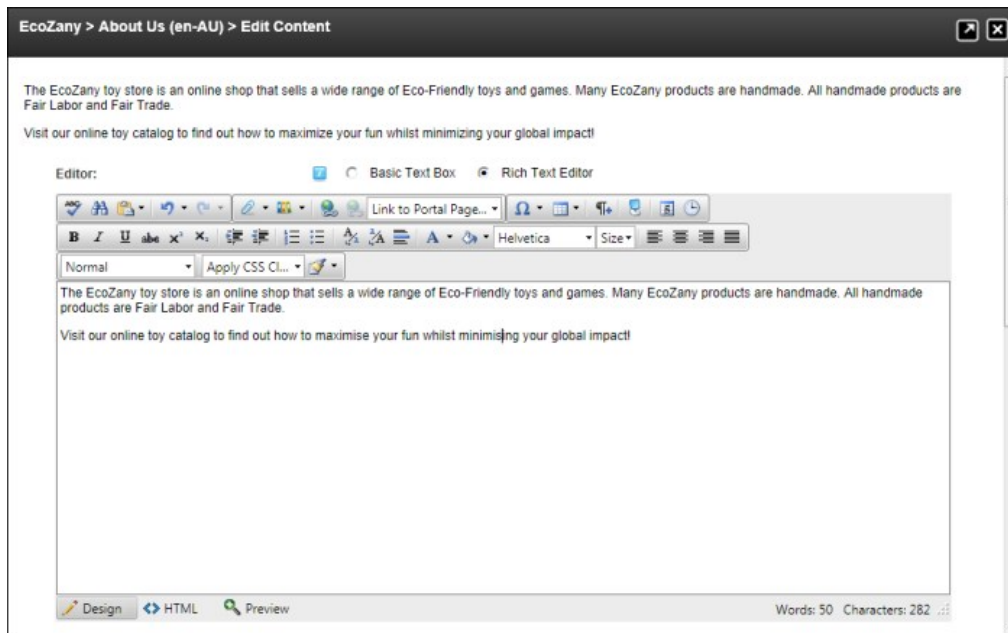 EcoZany > About Us (en-AU) > Edit Content
The EcoZany toy store is an online shop that sells a wide range of Eco-Friendly toys and games. Many EcoZany products are handmade. All handmade products are
Fair Labor and Fair Trade.
Visit our online toy catalog to find out how to maximize your fun whilst minimizing your global impact!
Editor: Basic Text Box Rich Text Editor
Link to Portal Page...
B I U abc x² X₂ A Helvetica Size
Normal Apply CSS Cl...
The EcoZany toy store is an online shop that sells a wide range of Eco-Friendly toys and games. Many EcoZany products are handmade. All handmade
products are Fair Labor and Fair Trade.
Visit our online toy catalog to find out how to maximise your fun whilst minimising your global impact!
Design HTML Preview Words: 50 Characters: 282